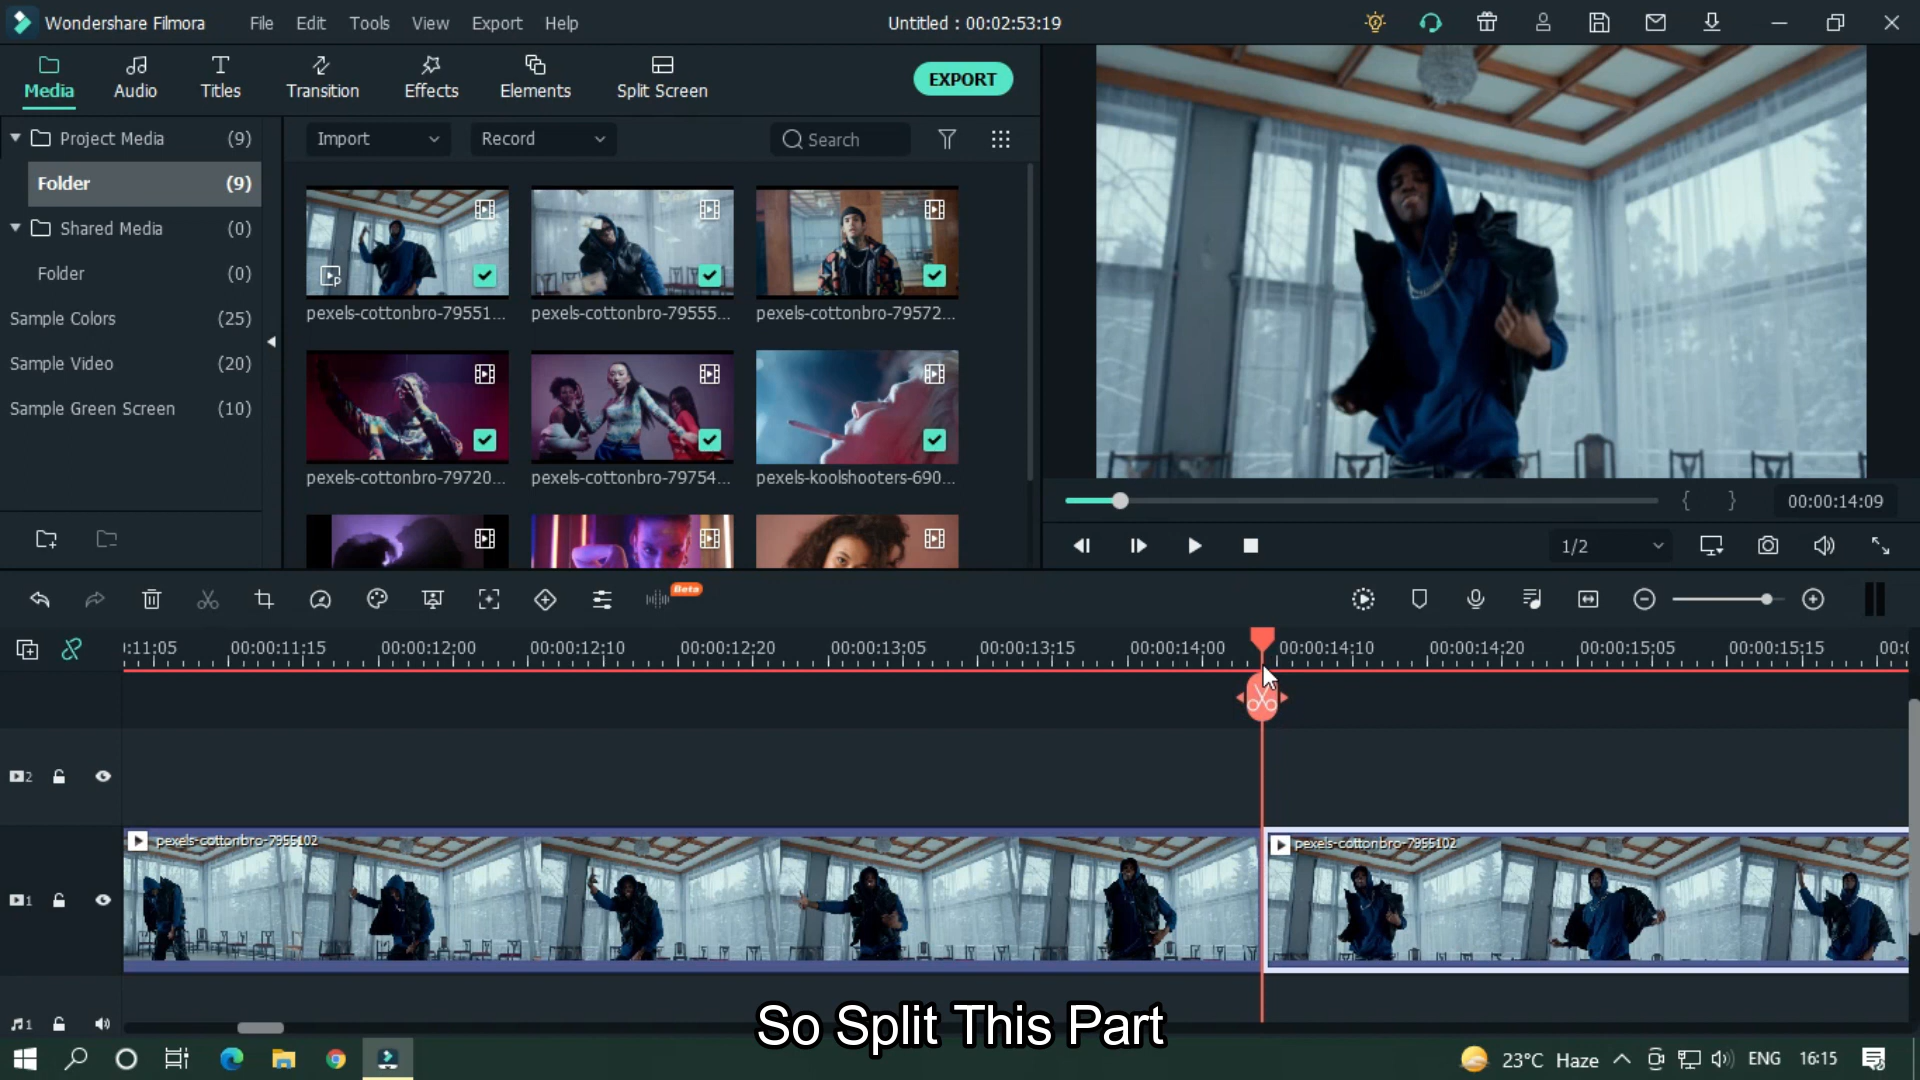 Wondershare Filmora File Edit Tools View Export Help Untitled : 00:02:53:19
Media Audio Titles Transition Effects Elements Split Screen EXPORT
Project Media (9) Import Record Search
Folder (9)
Shared Media (0)
Folder (0)
Sample Colors (25)
Sample Video (20)
Sample Green Screen (10)
pexels-cottonbro-79551... pexels-cottonbro-79555... pexels-cottonbro-79572...
pexels-cottonbro-79720... pexels-cottonbro-79754... pexels-koolshooters-690...
{ } 00:00:14:09
1/2
Beta
:11:05 00:00:11:15 00:00:12:00 00:00:12:10 00:00:12:20 00:00:13:05 00:00:13:15 00:00:14:00 00:00:14:10 00:00:14:20 00:00:15:05 00:00:15:15 00:0
2
pexels-cottonbro-7955102 pexels-cottonbro-7955102
1
1
So Split This Part
23°C Haze ENG 16:15